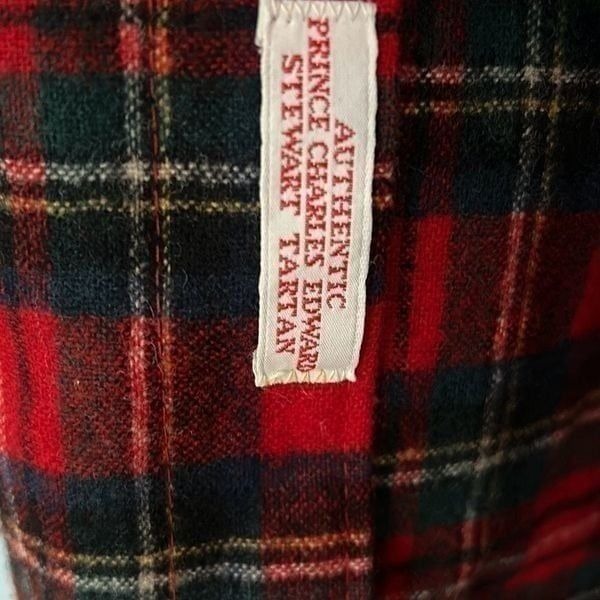 AUTHENTIC
PRINCE CHARLES EDWARD
STEWART TARTAN